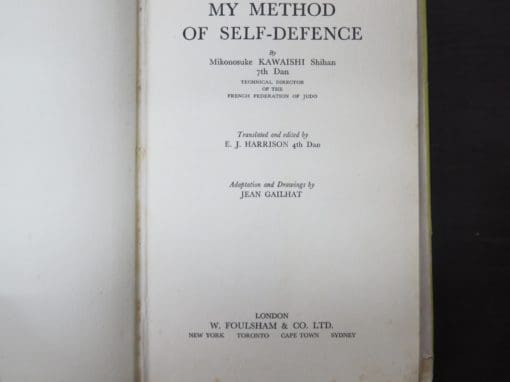 MY METHOD
OF SELF-DEFENCE
By
Mikonosuke KAWAISHI Shihan
7th Dan
TECHNICAL DIRECTOR
OF THE
FRENCH FEDERATION OF JUDO
Translated and edited by
E. J. HARRISON 4th Dan
Adaptation and Drawings by
JEAN GAILHAT
LONDON
W. FOULSHAM & CO. LTD.
NEW YORK TORONTO CAPE TOWN SYDNEY